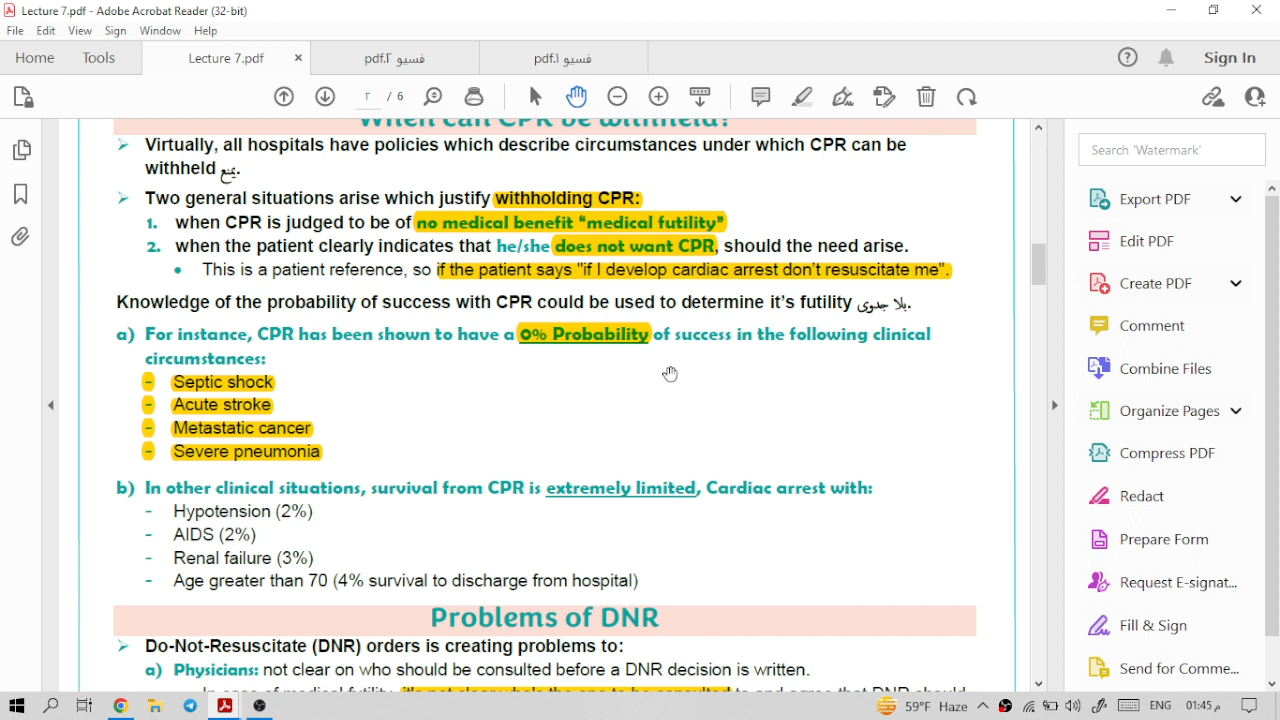 Lecture 7.pdf - Adobe Acrobat Reader (32-bit)
File Edit View Sign Window Help
Home Tools Lecture 7.pdf × فسيو ٢.pdf فسيو ١.pdf Sign In
٢ / 6
When can CPR be withheld?
Virtually, all hospitals have policies which describe circumstances under which CPR can be
withheld يمنع.
Two general situations arise which justify withholding CPR:
1. when CPR is judged to be of no medical benefit “medical futility”
2. when the patient clearly indicates that he/she does not want CPR, should the need arise.
• This is a patient reference, so if the patient says "if I develop cardiac arrest don’t resuscitate me".
Knowledge of the probability of success with CPR could be used to determine it’s futility بلا جدوى.
a) For instance, CPR has been shown to have a 0% Probability of success in the following clinical
circumstances:
- Septic shock
- Acute stroke
- Metastatic cancer
- Severe pneumonia
b) In other clinical situations, survival from CPR is extremely limited, Cardiac arrest with:
- Hypotension (2%)
- AIDS (2%)
- Renal failure (3%)
- Age greater than 70 (4% survival to discharge from hospital)
Problems of DNR
Do-Not-Resuscitate (DNR) orders is creating problems to:
a) Physicians: not clear on who should be consulted before a DNR decision is written.
Search 'Watermark'
Export PDF
Edit PDF
Create PDF
Comment
Combine Files
Organize Pages
Compress PDF
Redact
Prepare Form
Request E-signat...
Fill & Sign
Send for Comme...
59°F Haze ENG 01:45 م